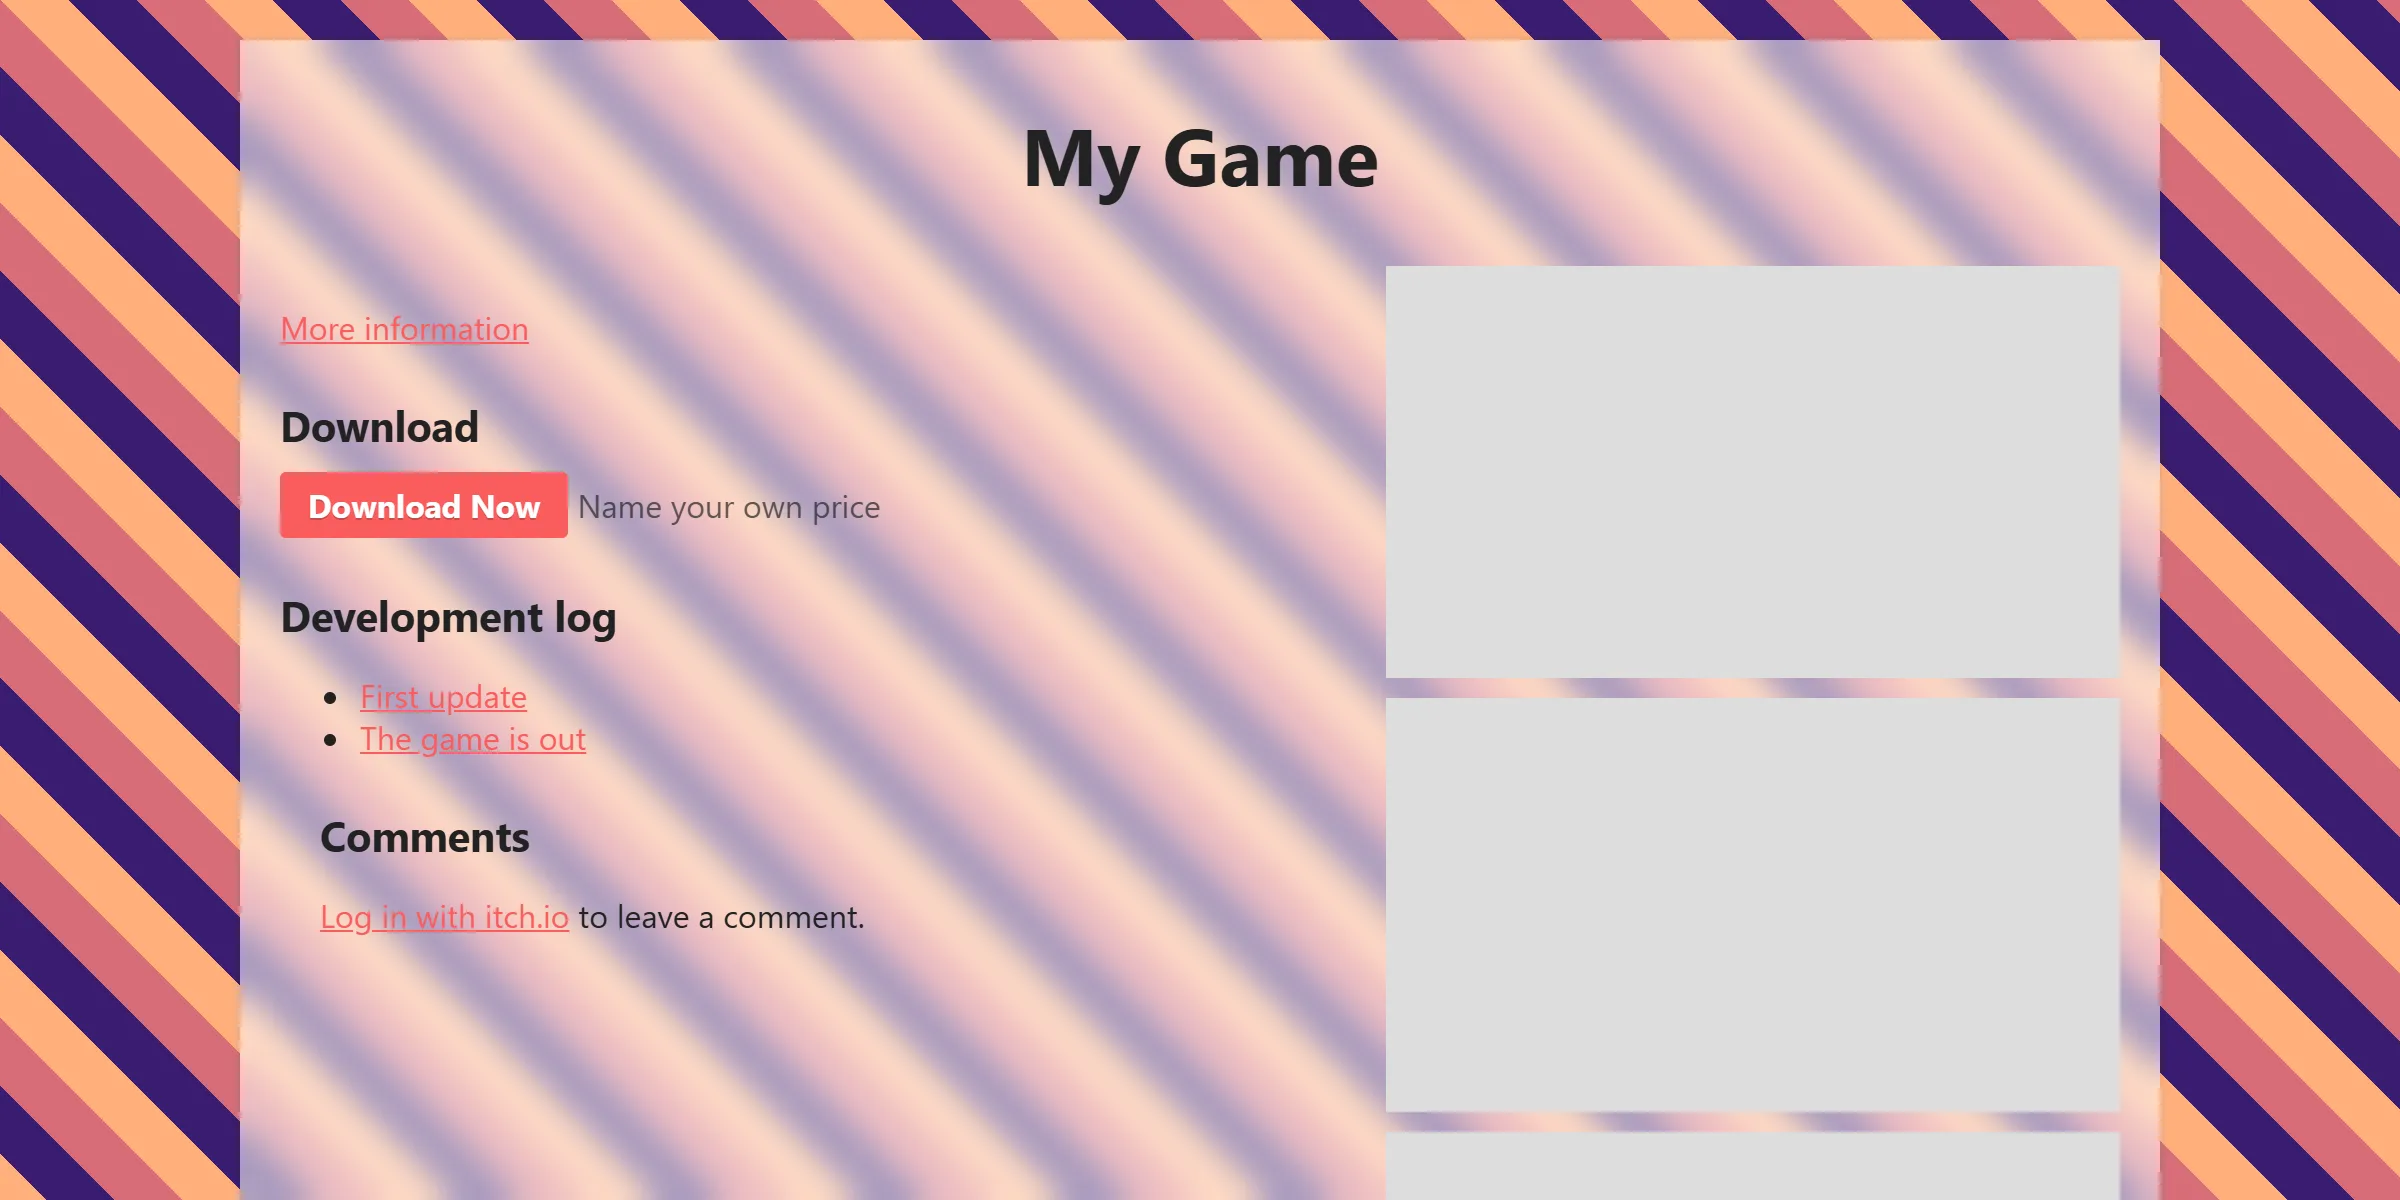 My Game
More information
Download
Download Now Name your own price
Development log
First update
The game is out
Comments
Log in with itch.io to leave a comment.